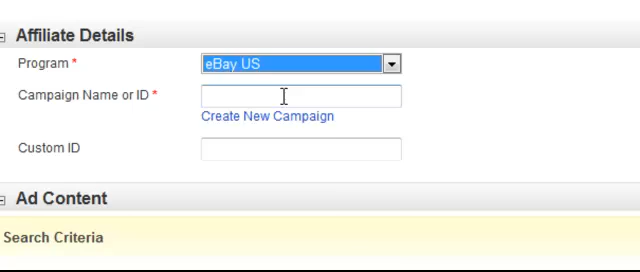 Affiliate Details
Program *
eBay US
Campaign Name or ID *
Create New Campaign
Custom ID
Ad Content
Search Criteria